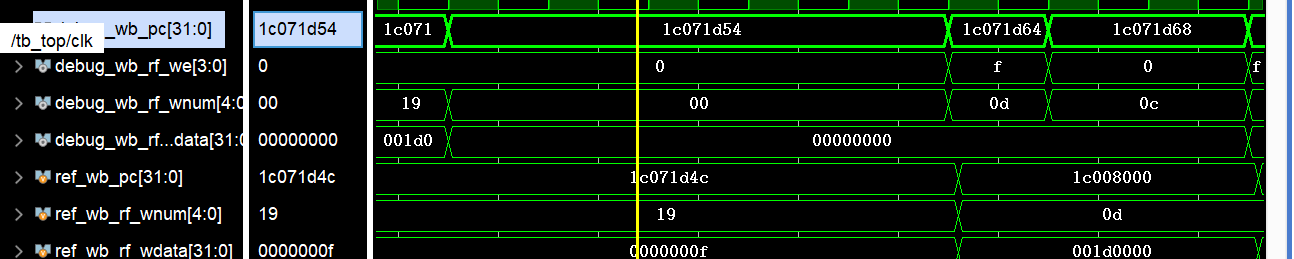 _wb_pc[31:0] 1c071d54 1c071 1c071d54 1c071d64 1c071d68
/tb_top/clk
debug_wb_rf_we[3:0] 0 0 f 0 f
debug_wb_rf_wnum[4:0 00 19 00 0d 0c
debug_wb_rf...data[31:0 00000000 001d0 00000000
ref_wb_pc[31:0] 1c071d4c 1c071d4c 1c008000
ref_wb_rf_wnum[4:0] 19 19 0d
ref_wb_rf_wdata[31:0] 0000000f 0000000f 001d0000